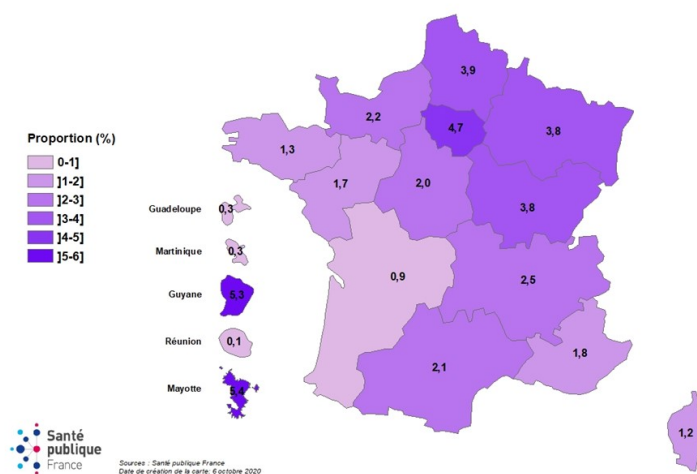 3,9
2,2
4,7
3,8
1,3
Proportion (%)
0-1]
]1-2]
]2-3]
]3-4]
]4-5]
]5-6]
1,7
2,0
3,8
Guadeloupe 0,3
Martinique 0,3
0,9
2,5
Guyane 5,3
Réunion 0,1
1,8
2,1
Mayotte 5,4
1,2
Santé
publique
France
Sources : Santé publique France
Date de création de la carte: 6 octobre 2020